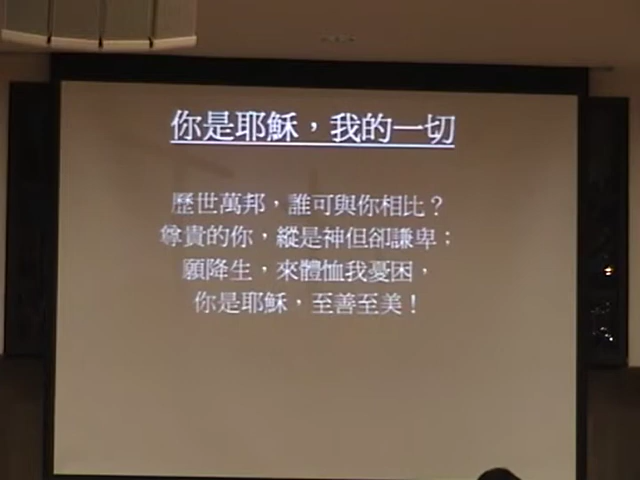 你是耶穌，我的一切
歷世萬邦，誰可與你相比？
尊貴的你，縱是神但卻謙卑；
願降生，來體恤我憂困，
你是耶穌，至善至美！